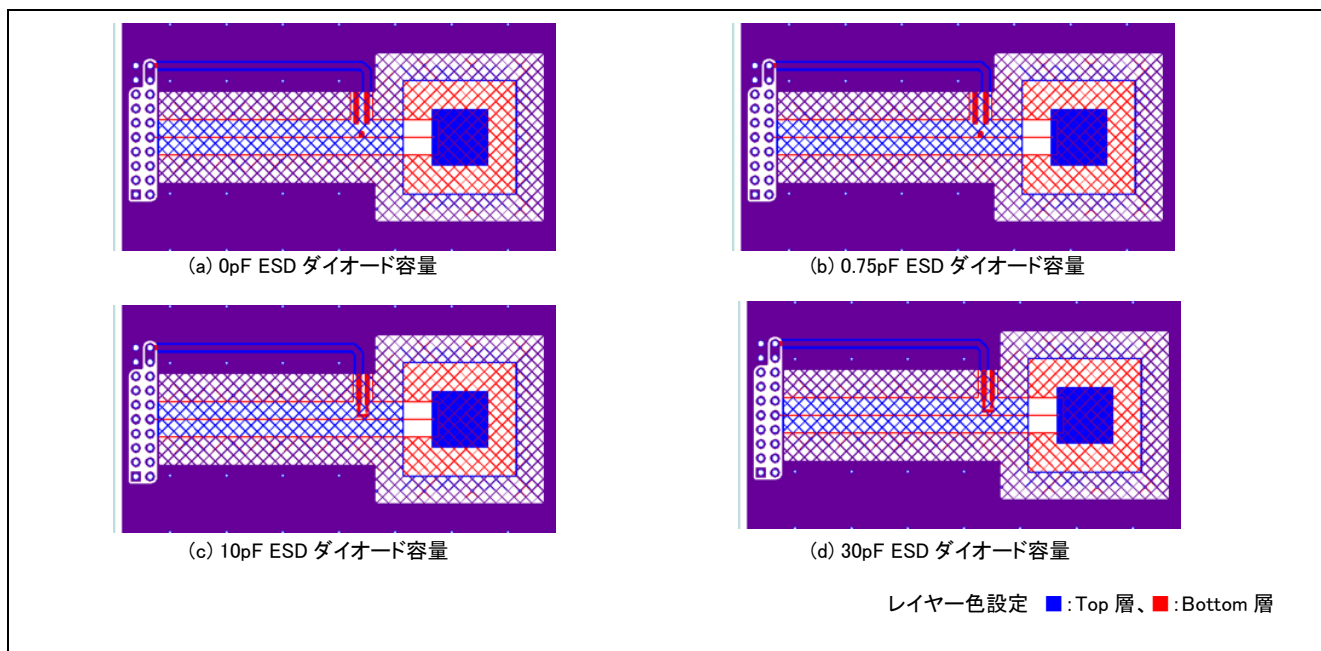 (a) 0pF ESD ダイオード容量
(b) 0.75pF ESD ダイオード容量
(c) 10pF ESD ダイオード容量
(d) 30pF ESD ダイオード容量
レイヤー色設定 ■:Top 層、■:Bottom 層